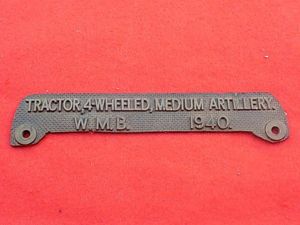 TRACTOR, 4-WHEELED, MEDIUM ARTILLERY.
W.M.B. 1940.